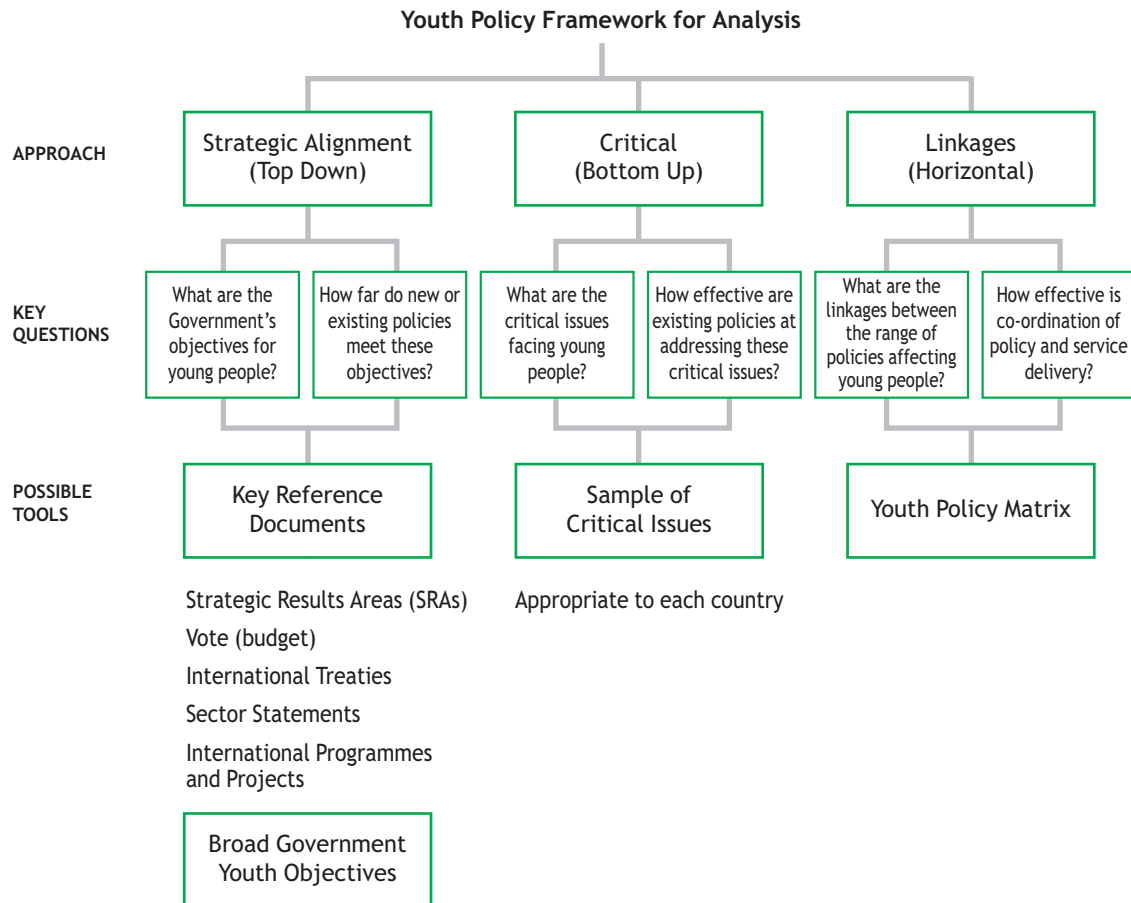 Youth Policy Framework for Analysis
APPROACH
Strategic Alignment
(Top Down)
Critical
(Bottom Up)
Linkages
(Horizontal)
KEY
QUESTIONS
What are the
Government’s
objectives for
young people?
How far do new or
existing policies
meet these
objectives?
What are the
critical issues
facing young
people?
How effective are
existing policies at
addressing these
critical issues?
What are the
linkages between
the range of
policies affecting
young people?
How effective is
co-ordination of
policy and service
delivery?
POSSIBLE
TOOLS
Key Reference
Documents
Sample of
Critical Issues
Youth Policy Matrix
Strategic Results Areas (SRAs)
Vote (budget)
International Treaties
Sector Statements
International Programmes
and Projects
Appropriate to each country
Broad Government
Youth Objectives